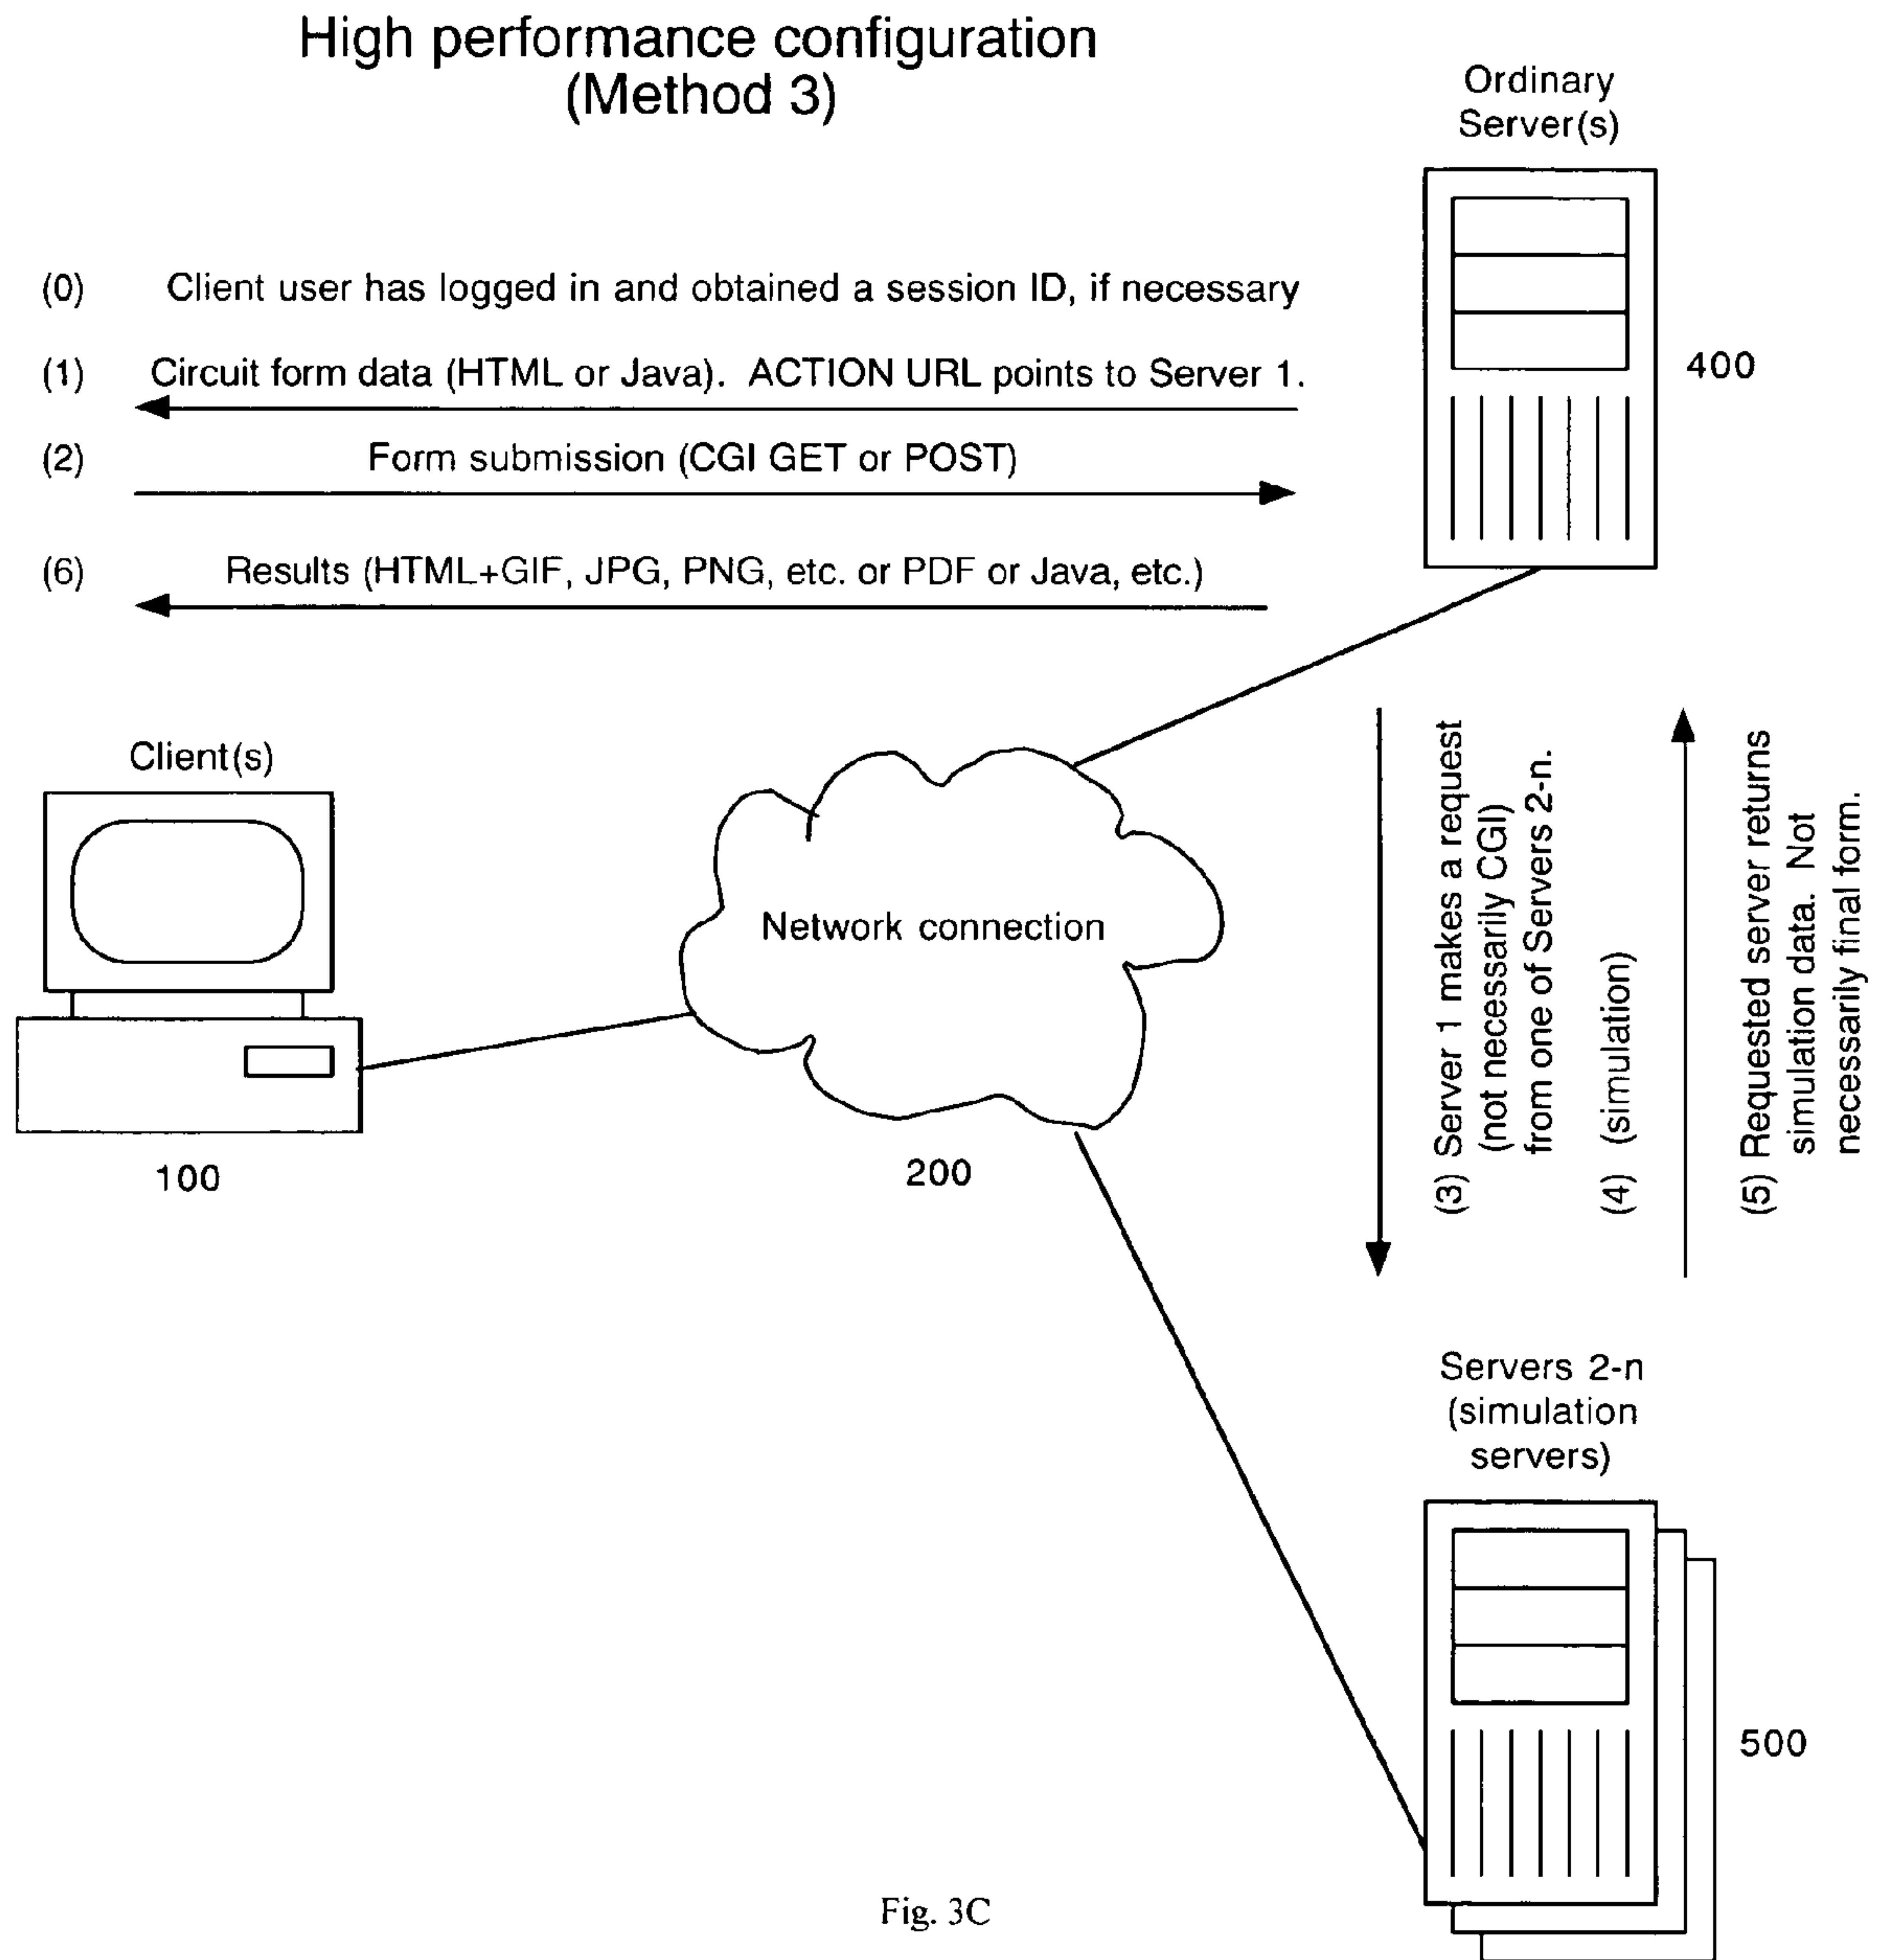 High performance configuration
(Method 3)
Ordinary
Server(s)
400
(0) Client user has logged in and obtained a session ID, if necessary
(1) Circuit form data (HTML or Java). ACTION URL points to Server 1.
(2) Form submission (CGI GET or POST)
(6) Results (HTML+GIF, JPG, PNG, etc. or PDF or Java, etc.)
Client(s)
100
Network connection
200
(3) Server 1 makes a request
(not necessarily CGI)
from one of Servers 2-n.
(4) (simulation)
(5) Requested server returns
simulation data. Not
necessarily final form.
Servers 2-n
(simulation
servers)
500
Fig. 3C